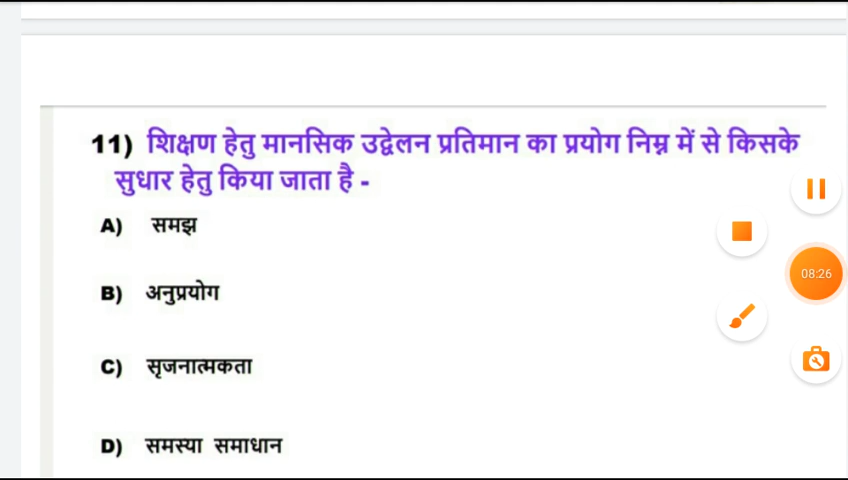 11) शिक्षण हेतु मानसिक उद्वेलन प्रतिमान का प्रयोग निम्न में से किसके
सुधार हेतु किया जाता है -
A) समझ
B) अनुप्रयोग
08:26
C) सृजनात्मकता
D) समस्या समाधान